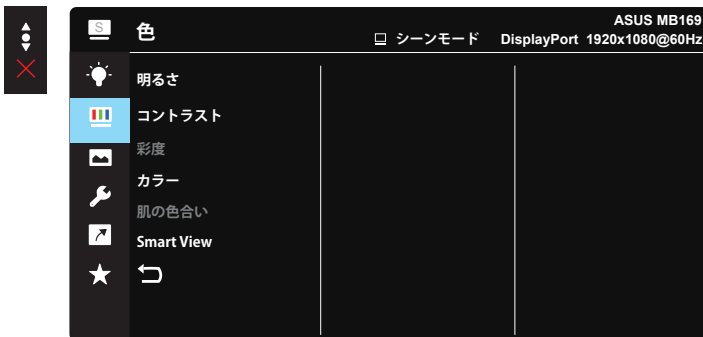 S
色
ASUS MB169
シーンモード
DisplayPort 1920x1080@60Hz
明るさ
コントラスト
彩度
カラー
肌の色合い
Smart View